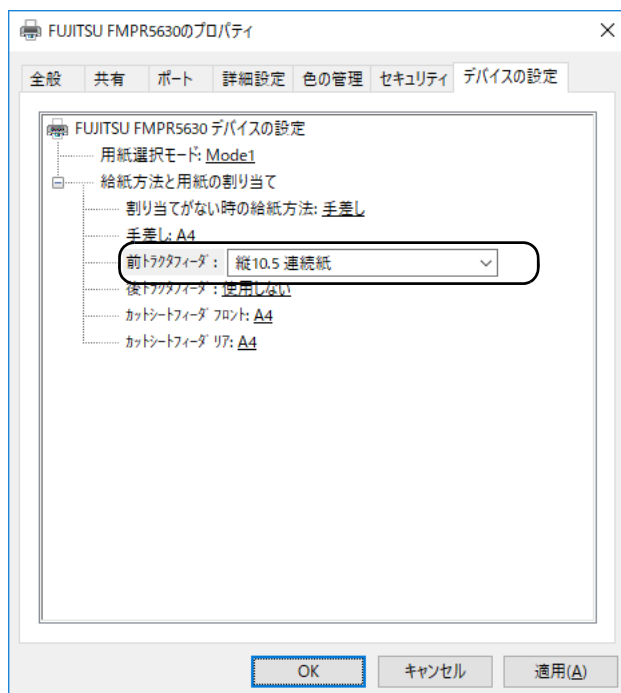 FUJITSU FMPR5630のプロパティ
全般 共有 ポート 詳細設定 色の管理 セキュリティ デバイスの設定
FUJITSU FMPR5630 デバイスの設定
用紙選択モード: Mode1
給紙方法と用紙の割り当て
割り当てがない時の給紙方法: 手差し
手差し: A4
前トラクタフィーダ : 縦10.5 連続紙
後トラクタフィーダ : 使用しない
カットシートフィーダ フロント: A4
カットシートフィーダ リア: A4
OK キャンセル 適用(A)